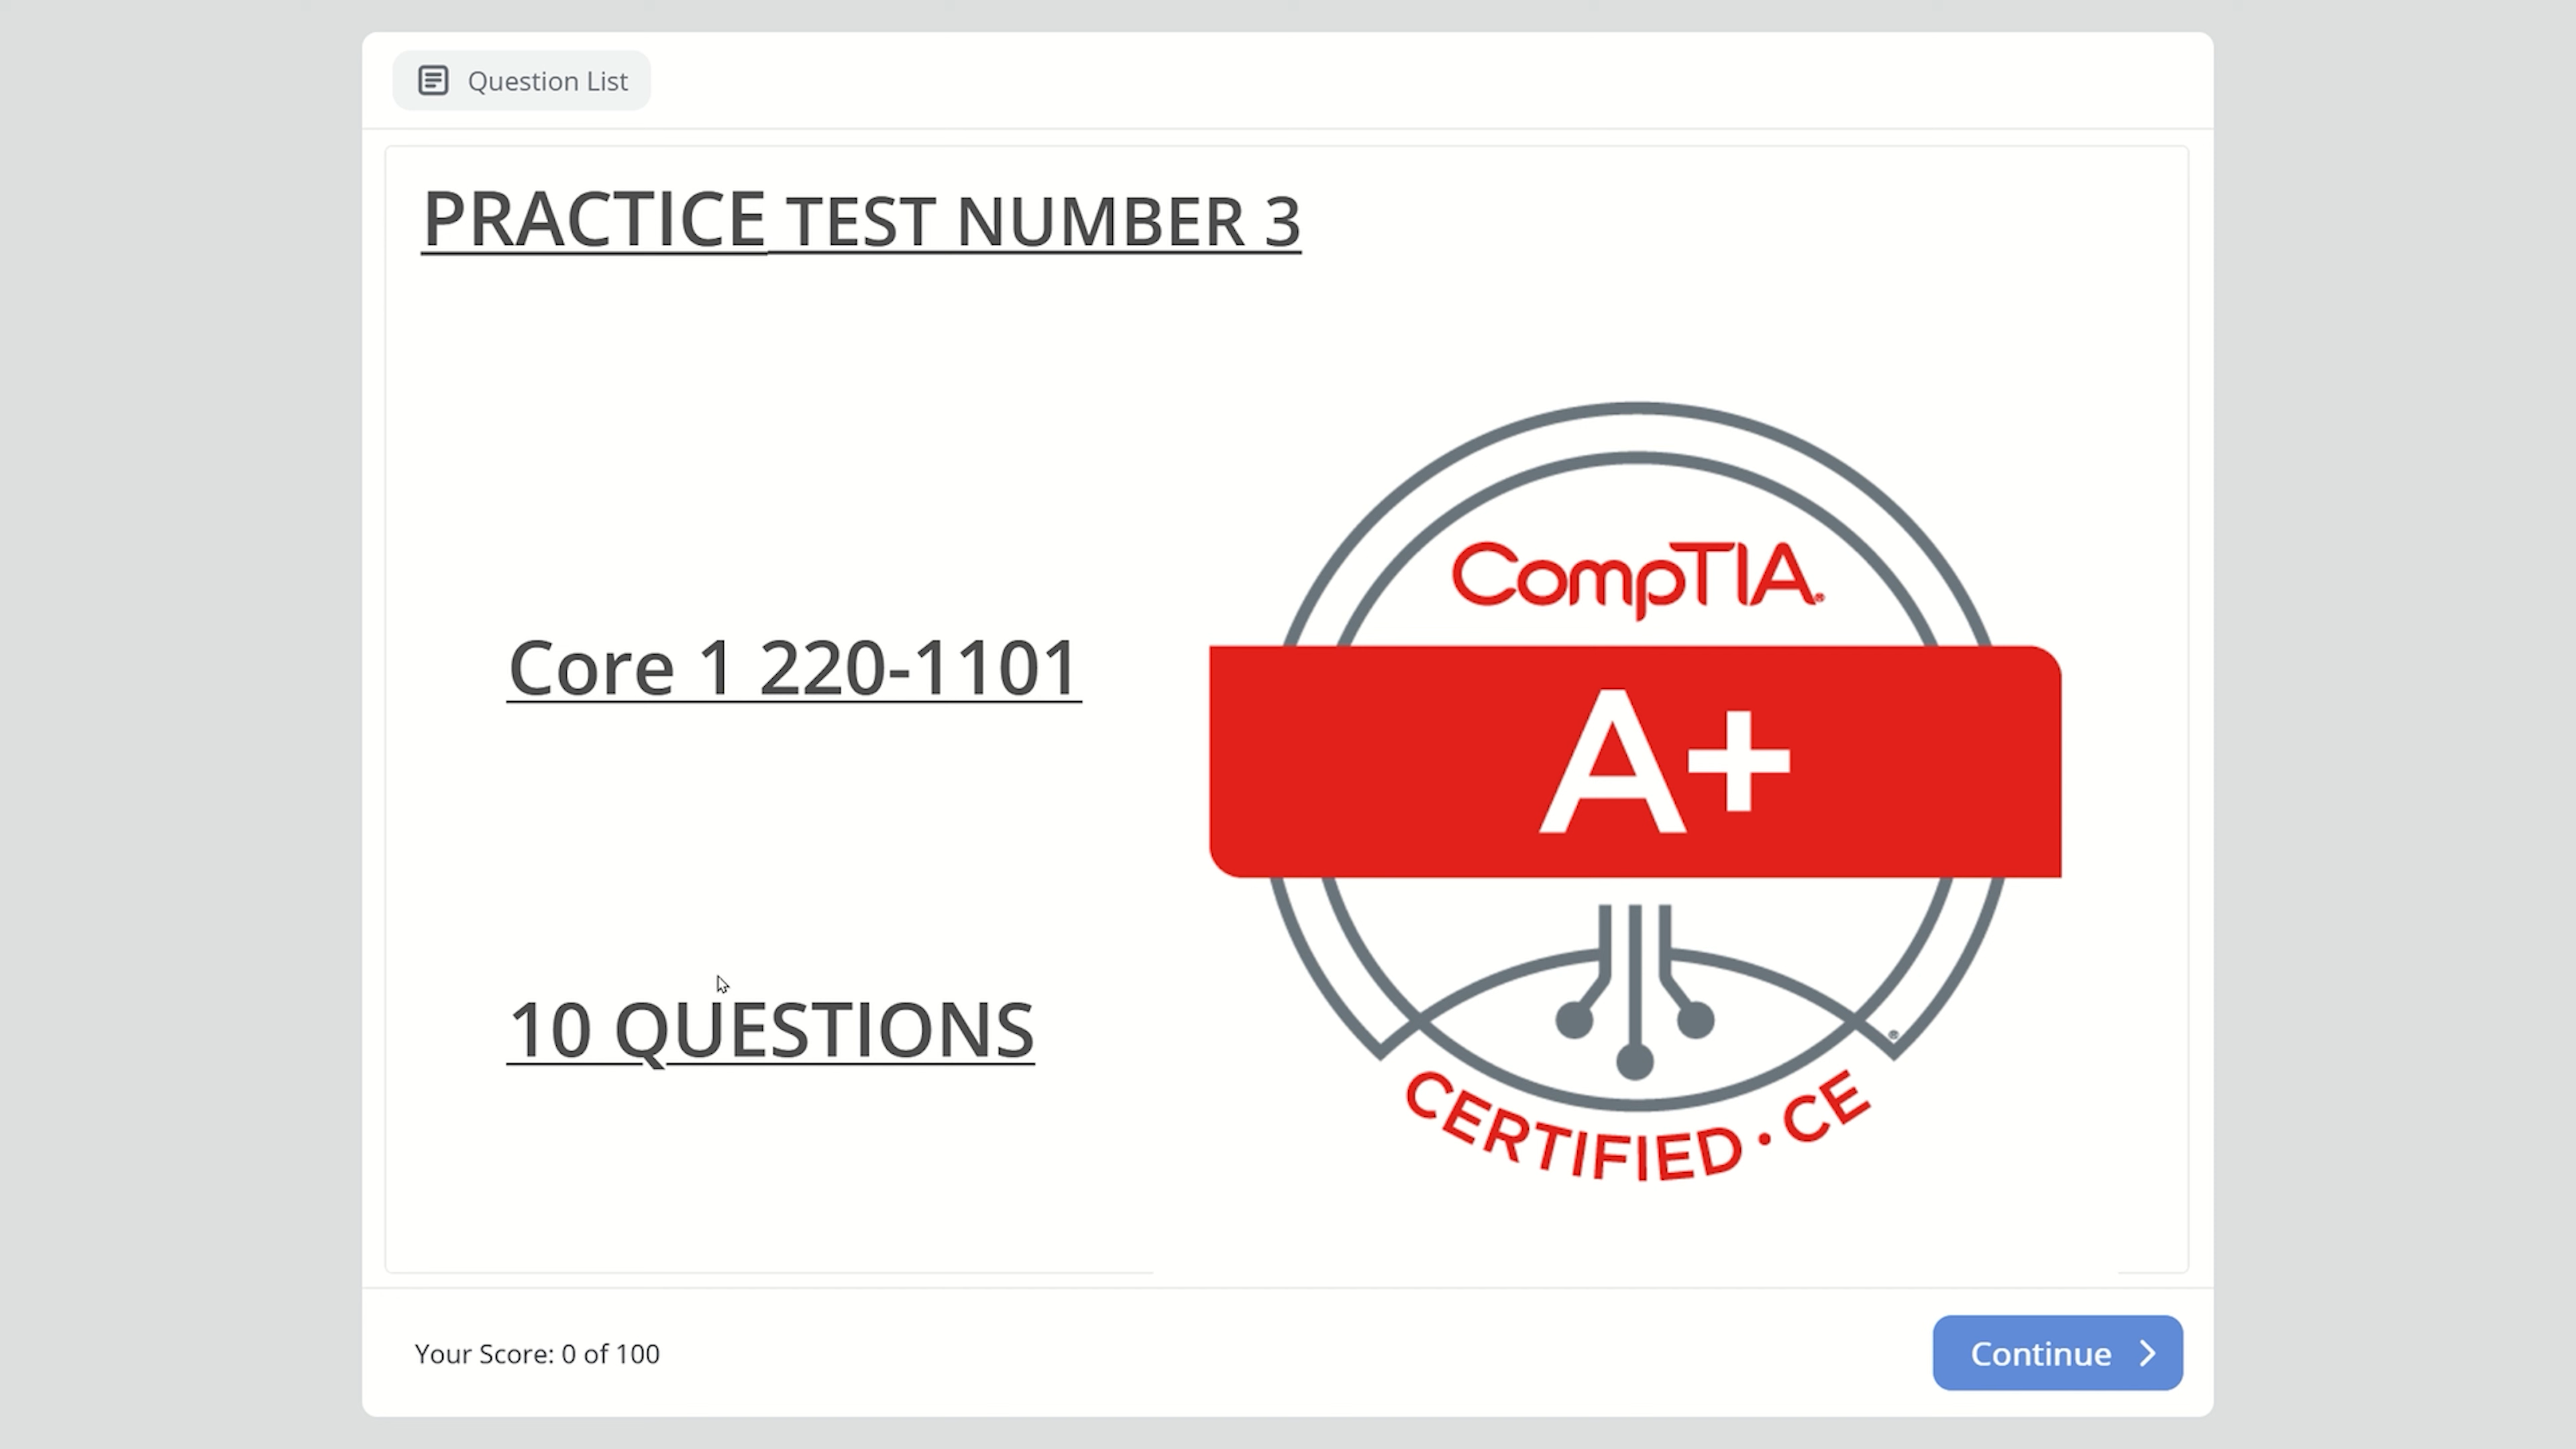 Question List
PRACTICE TEST NUMBER 3
CompTIA®
Core 1 220-1101
A+
10 QUESTIONS
®
CERTIFIED • CE
Your Score: 0 of 100
Continue